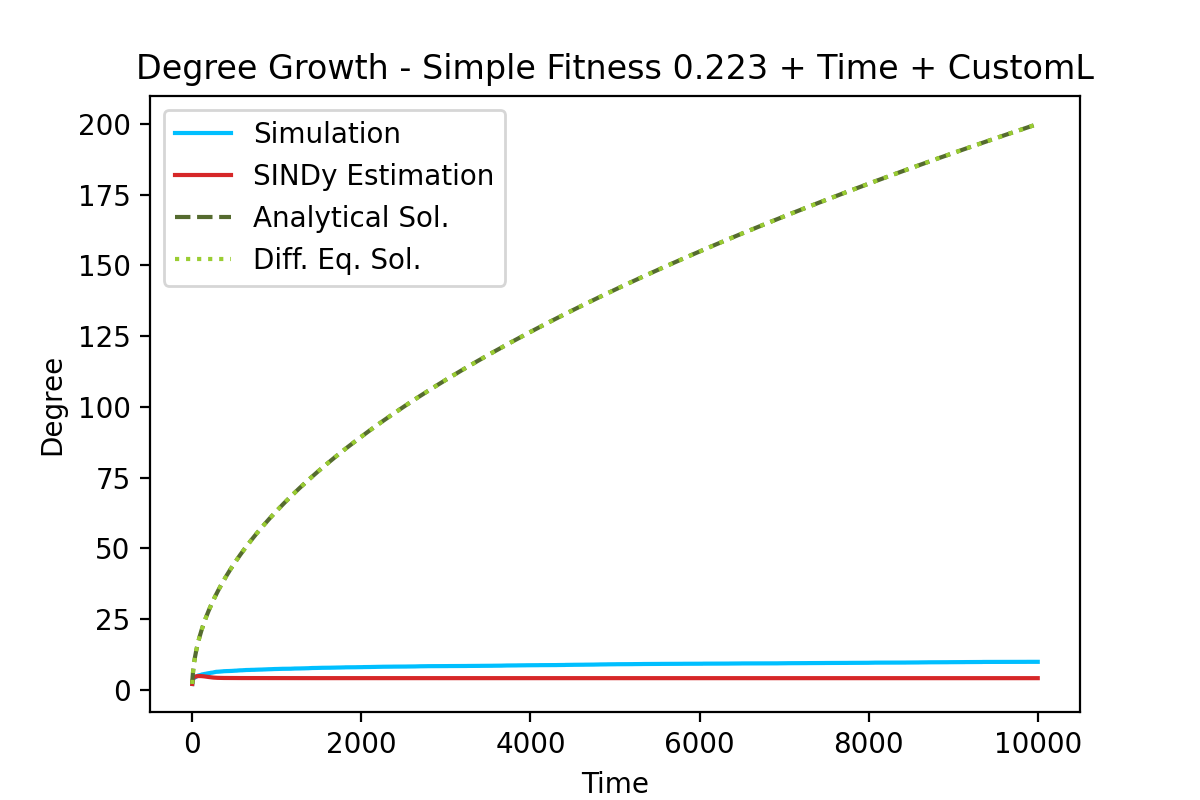 Degree Growth - Simple Fitness 0.223 + Time + CustomL
Simulation
SINDy Estimation
Analytical Sol.
Diff. Eq. Sol.
200
175
150
125
100
75
50
25
0
Degree
0 2000 4000 6000 8000 10000
Time